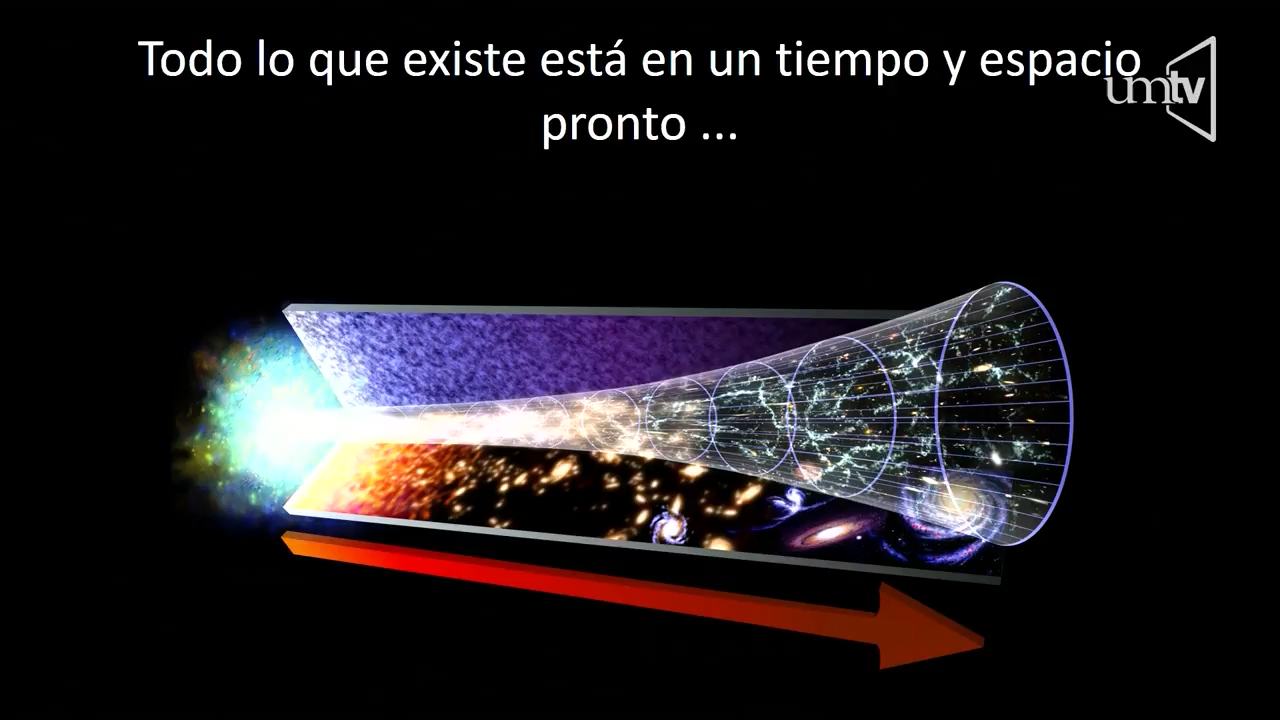 Todo lo que existe está en un tiempo y espacio
pronto ...
umtv